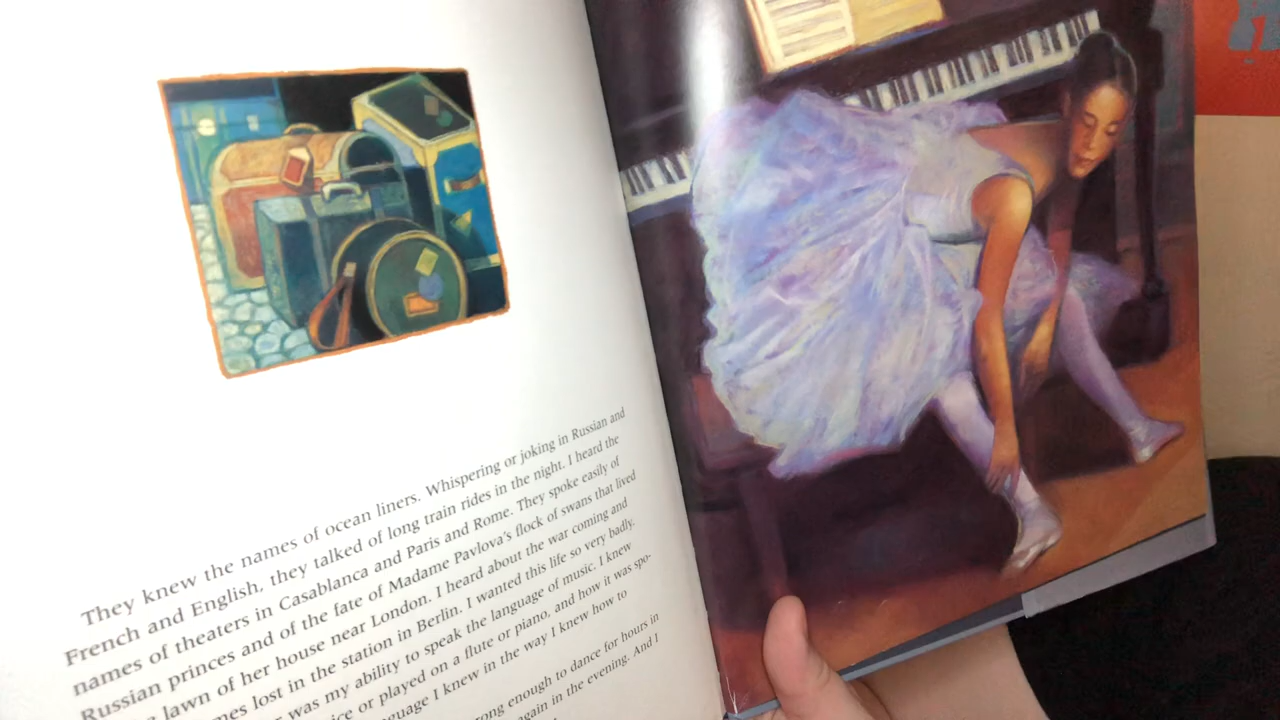 They knew the names of ocean liners. Whispering or joking in Russian and
French and English, they talked of long train rides in the night. I heard the
names of theaters in Casablanca and Paris and Rome. They spoke easily of
Russian princes and of the fate of Madame Pavlova's flock of swans that lived
lawn of her house near London. I heard about the war coming and
lost in the station in Berlin. I wanted this life so very badly.
was my ability to speak the language of music. I knew
or played on a flute or piano, and how it was spo-
I knew in the way I knew how to
enough to dance for hours in
again in the evening. And I